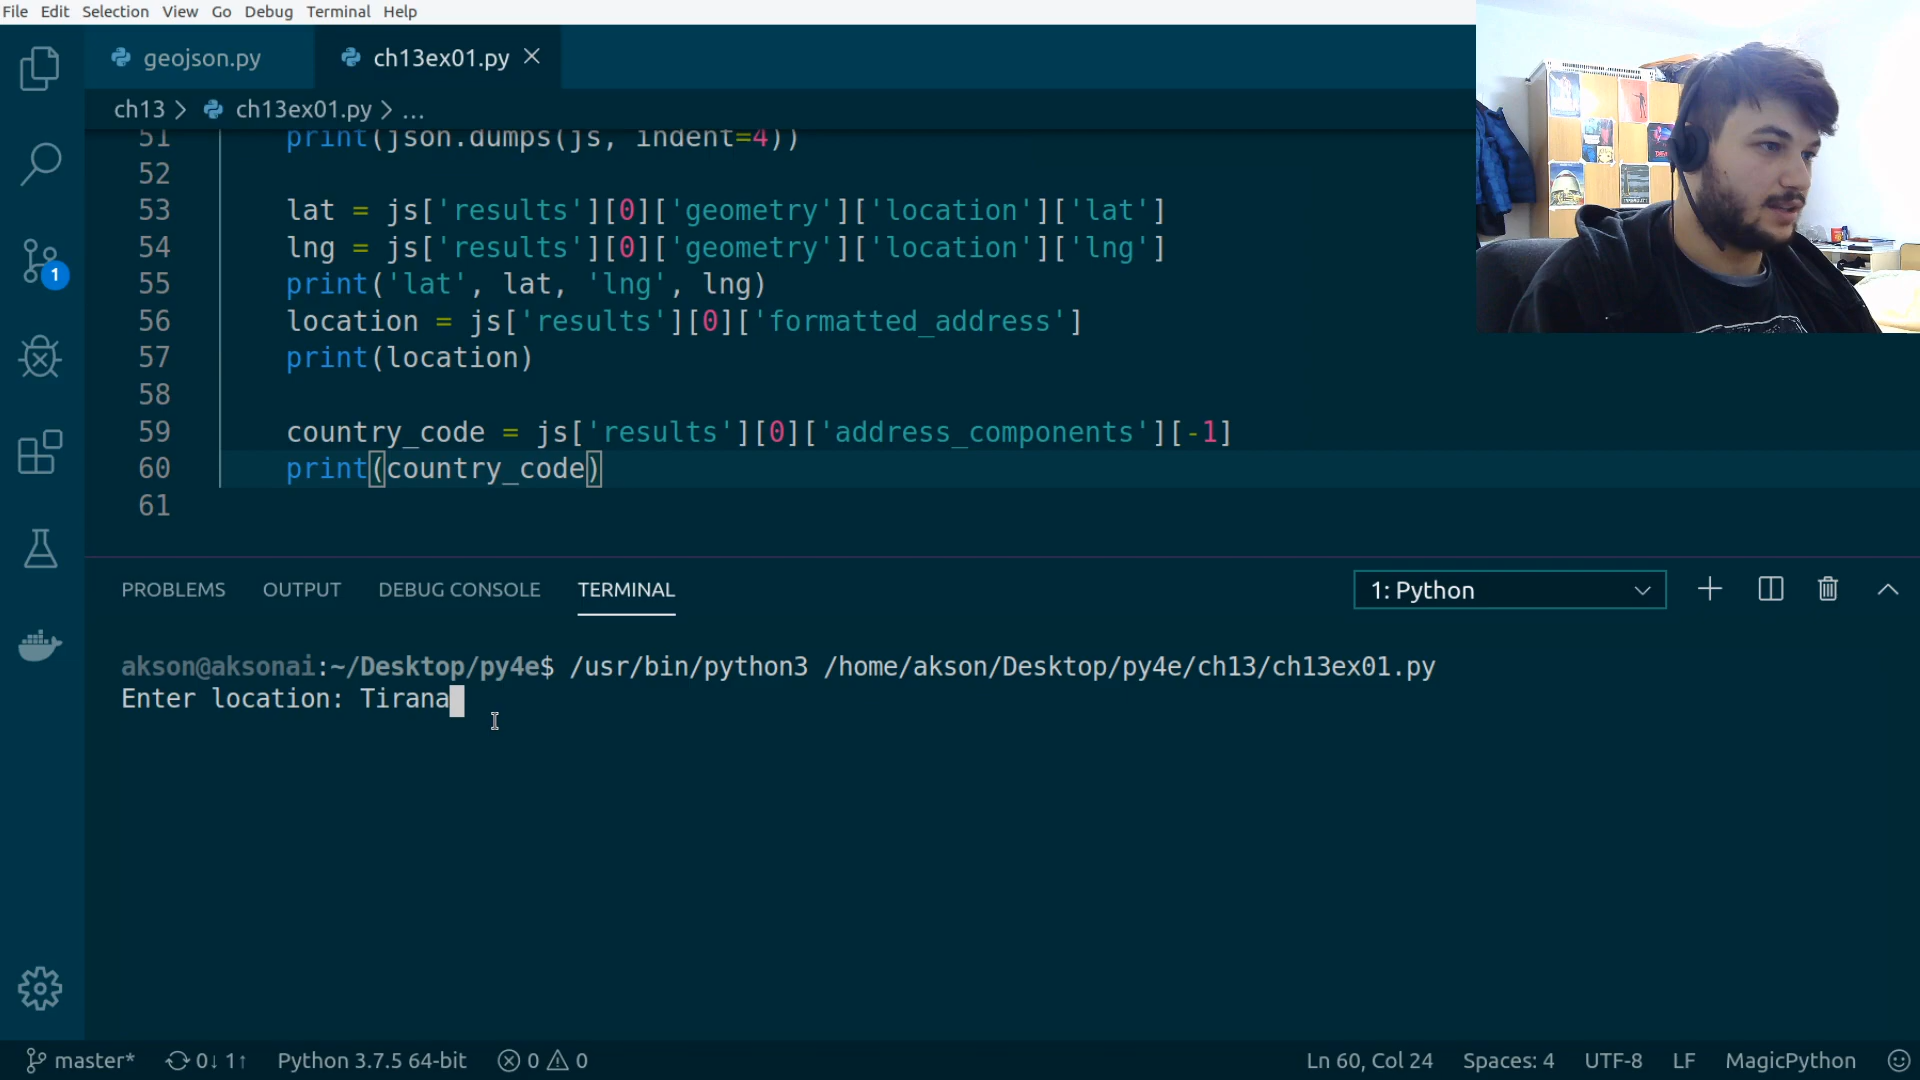 File Edit Selection View Go Debug Terminal Help
geojson.py ch13ex01.py
ch13 > ch13ex01.py > ...
51 print(json.dumps(js, indent=4))
52
53 lat = js['results'][0]['geometry']['location']['lat']
54 lng = js['results'][0]['geometry']['location']['lng']
55 print('lat', lat, 'lng', lng)
56 location = js['results'][0]['formatted_address']
57 print(location)
58
59 country_code = js['results'][0]['address_components'][-1]
60 print(country_code)
61
1
PROBLEMS OUTPUT DEBUG CONSOLE TERMINAL 1: Python
akson@aksonai:~/Desktop/py4e$ /usr/bin/python3 /home/akson/Desktop/py4e/ch13/ch13ex01.py
Enter location: Tirana
master* 0↓ 1↑ Python 3.7.5 64-bit 0 0 Ln 60, Col 24 Spaces: 4 UTF-8 LF MagicPython